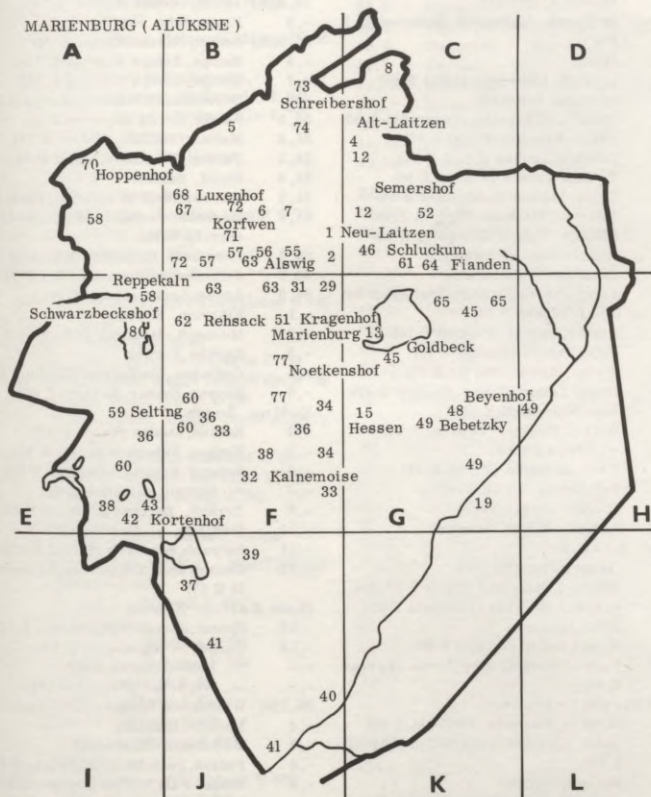 MARIENBURG ( ALŪKSNE )
A B C D
8
73
Schreibershof
5 74 Alt-Laitzen
4
70 12
Hoppenhof
68 Luxenhof Semershof
58 67 72 6 7 12 52
Korfwen
71 1 Neu-Laitzen
57 56 55 2 46 Schluckum
72 57 63 Alswig 61 64 Fianden
Reppekaln
58 63 63 31 29
65 45 65
Schwarzbeckshof
80 62 Rehsack 51 Kragenhof
Marienburg 13
Goldbeck
77 45
Noetkenshof
60 77 Beyenhof
59 Selting 36 34 15 48 49
60 33 36 Hessen 49 Bebetzky
36
38 34
60 49
32 Kalnemoise
38 43 33 19
E 42 Kortenhof F G H
39
37
41
40
41
I J K L